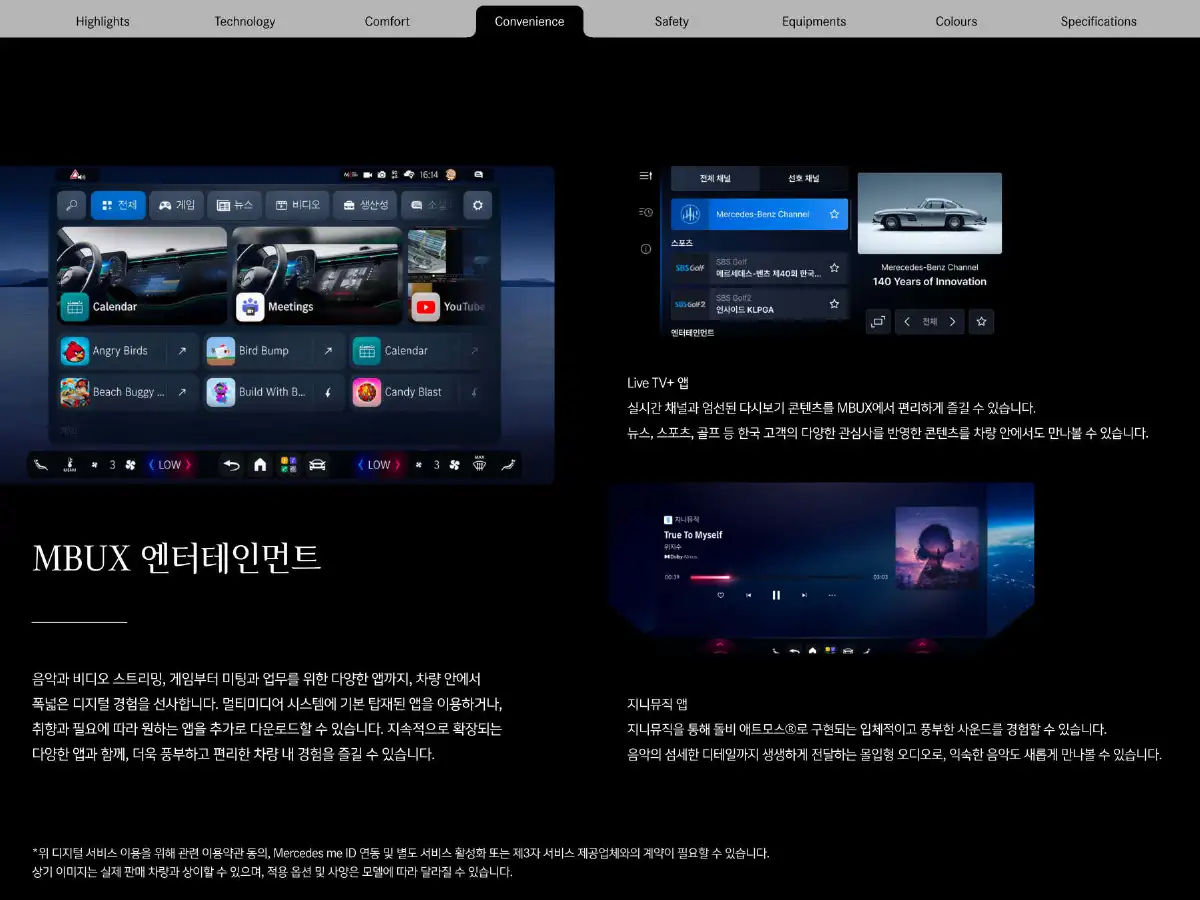 Highlights
Technology
Comfort
Convenience
Safety
Equipments
Colours
Specifications
16:14
전체
게임
뉴스
비디오
생산성
Calendar
Meetings
YouTube
Angry Birds
Bird Bump
Calendar
Beach Buggy ...
Build With B...
Candy Blast
MENU
3
LOW
LOW
3
MAX
MBUX 엔터테인먼트
음악과 비디오 스트리밍, 게임부터 미팅과 업무를 위한 다양한 앱까지, 차량 안에서
폭넓은 디지털 경험을 선사합니다. 멀티미디어 시스템에 기본 탑재된 앱을 이용하거나,
취향과 필요에 따라 원하는 앱을 추가로 다운로드할 수 있습니다. 지속적으로 확장되는
다양한 앱과 함께, 더욱 풍부하고 편리한 차량 내 경험을 즐길 수 있습니다.
전체 채널
선호 채널
Mercedes-Benz Channel
스포츠
SBS Golf
SBS Golf
메르세데스-벤츠 제40회 한국...
SBS Golf 2
SBS Golf2
인사이드 KLPGA
엔터테인먼트
Merecedes-Benz Channel
140 Years of Innovation
전체
Live TV+ 앱
실시간 채널과 엄선된 다시보기 콘텐츠를 MBUX에서 편리하게 즐길 수 있습니다.
뉴스, 스포츠, 골프 등 한국 고객의 다양한 관심사를 반영한 콘텐츠를 차량 안에서도 만나볼 수 있습니다.
지니뮤직
True To Myself
위지수
Dolby Atmos
00:39
03:03
지니뮤직 앱
지니뮤직을 통해 돌비 애트모스®로 구현되는 입체적이고 풍부한 사운드를 경험할 수 있습니다.
음악의 섬세한 디테일까지 생생하게 전달하는 몰입형 오디오로, 익숙한 음악도 새롭게 만나볼 수 있습니다.
*위 디지털 서비스 이용을 위해 관련 이용약관 동의, Mercedes me ID 연동 및 별도 서비스 활성화 또는 제3자 서비스 제공업체와의 계약이 필요할 수 있습니다.
상기 이미지는 실제 판매 차량과 상이할 수 있으며, 적용 옵션 및 사양은 모델에 따라 달라질 수 있습니다.